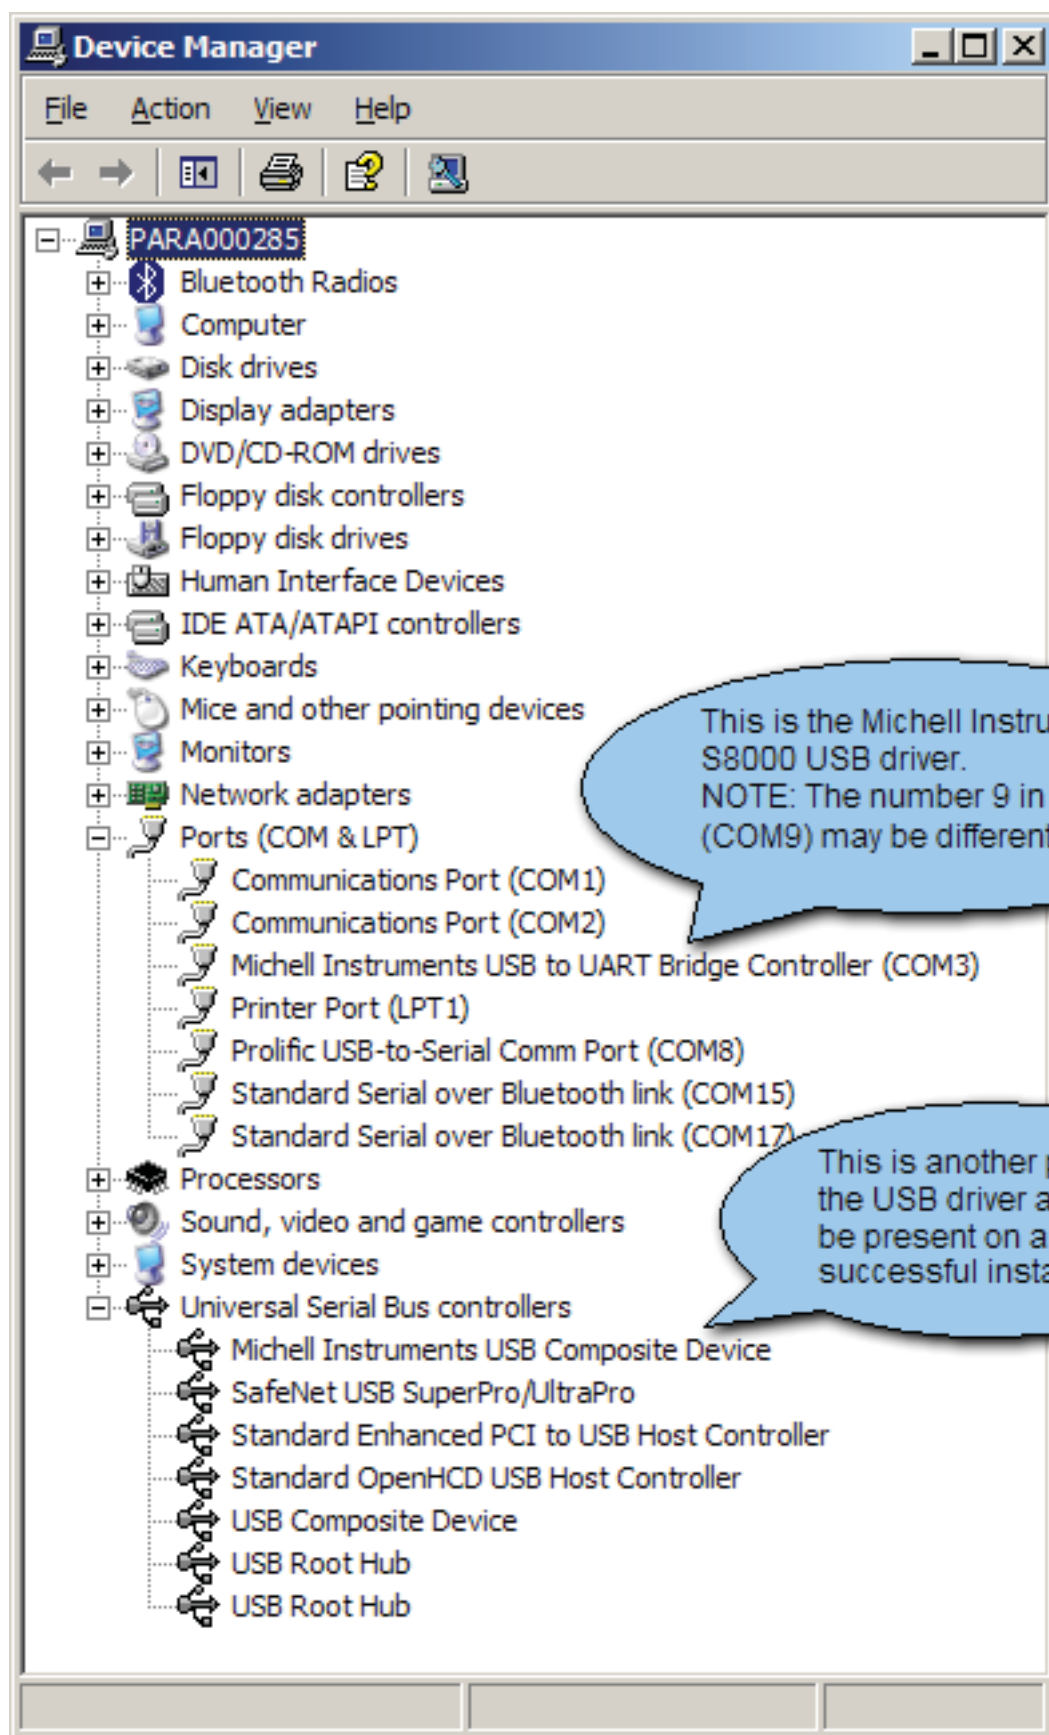 Device Manager
File Action View Help
PARA000285
Bluetooth Radios
Computer
Disk drives
Display adapters
DVD/CD-ROM drives
Floppy disk controllers
Floppy disk drives
Human Interface Devices
IDE ATA/ATAPI controllers
Keyboards
Mice and other pointing devices
Monitors
Network adapters
Ports (COM & LPT)
Communications Port (COM1)
Communications Port (COM2)
Michell Instruments USB to UART Bridge Controller (COM3)
Printer Port (LPT1)
Prolific USB-to-Serial Comm Port (COM8)
Standard Serial over Bluetooth link (COM15)
Standard Serial over Bluetooth link (COM17)
Processors
Sound, video and game controllers
System devices
Universal Serial Bus controllers
Michell Instruments USB Composite Device
SafeNet USB SuperPro/UltraPro
Standard Enhanced PCI to USB Host Controller
Standard OpenHCD USB Host Controller
USB Composite Device
USB Root Hub
USB Root Hub
This is the Michell Instru
S8000 USB driver.
NOTE: The number 9 in
(COM9) may be different
This is another
the USB driver a
be present on a
successful insta